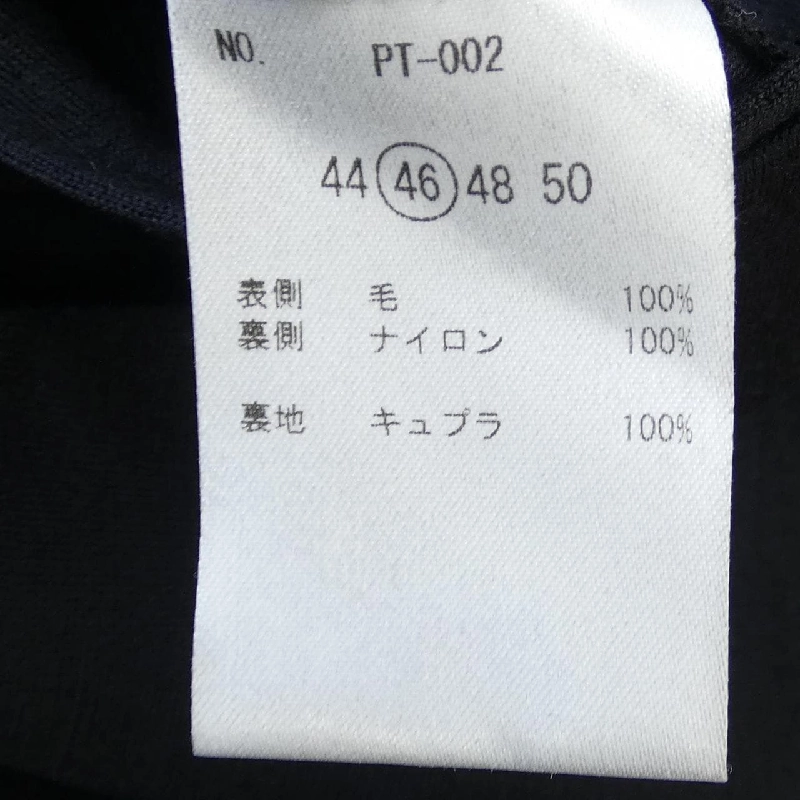 NO. PT-002
44 46 48 50
表側 毛 100%
裏側 ナイロン 100%
裏地 キュプラ 100%